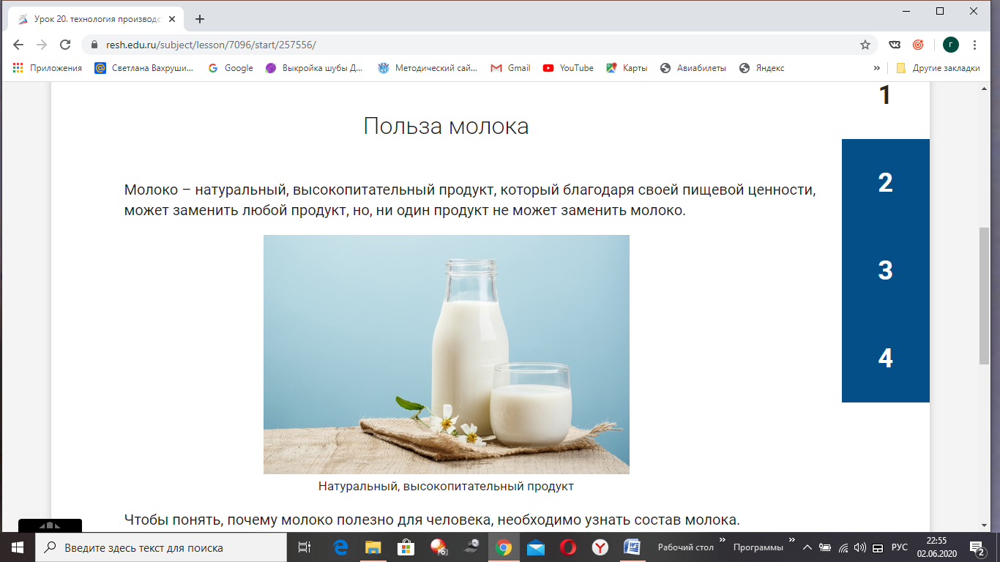 Урок 20. технология производст
resh.edu.ru/subject/lesson/7096/start/257556/
г
Приложения Светлана Вахруши... Google Выкройка шубы Д... Методический сай... Gmail YouTube Карты Авиабилеты Яндекс » Другие закладки
1
Польза молока
2
Молоко – натуральный, высокопитательный продукт, который благодаря своей пищевой ценности,
может заменить любой продукт, но, ни один продукт не может заменить молоко.
3
4
Натуральный, высокопитательный продукт
Чтобы понять, почему молоко полезно для человека, необходимо узнать состав молока.
Введите здесь текст для поиска
Рабочий стол » Программы » РУС
22:55
02.06.2020
2